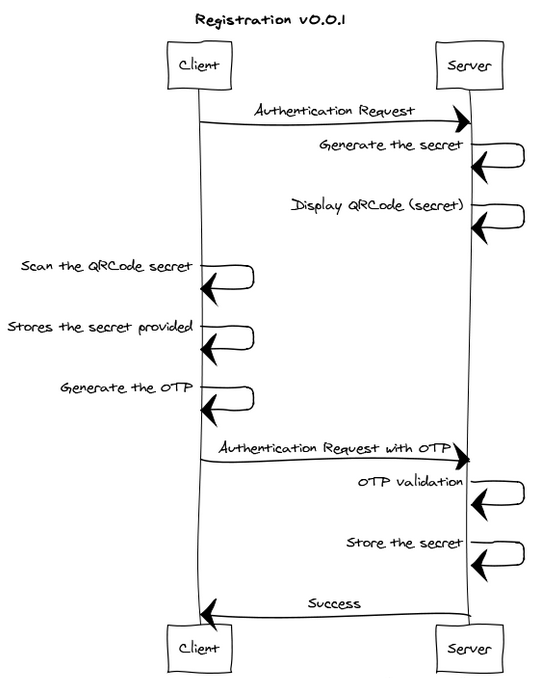 Registration v0.0.1
Client
Server
Authentication Request
Generate the secret
Display QRCode (secret)
Scan the QRCode secret
Stores the secret provided
Generate the OTP
Authentication Request with OTP
OTP validation
Store the secret
Success
Client
Server